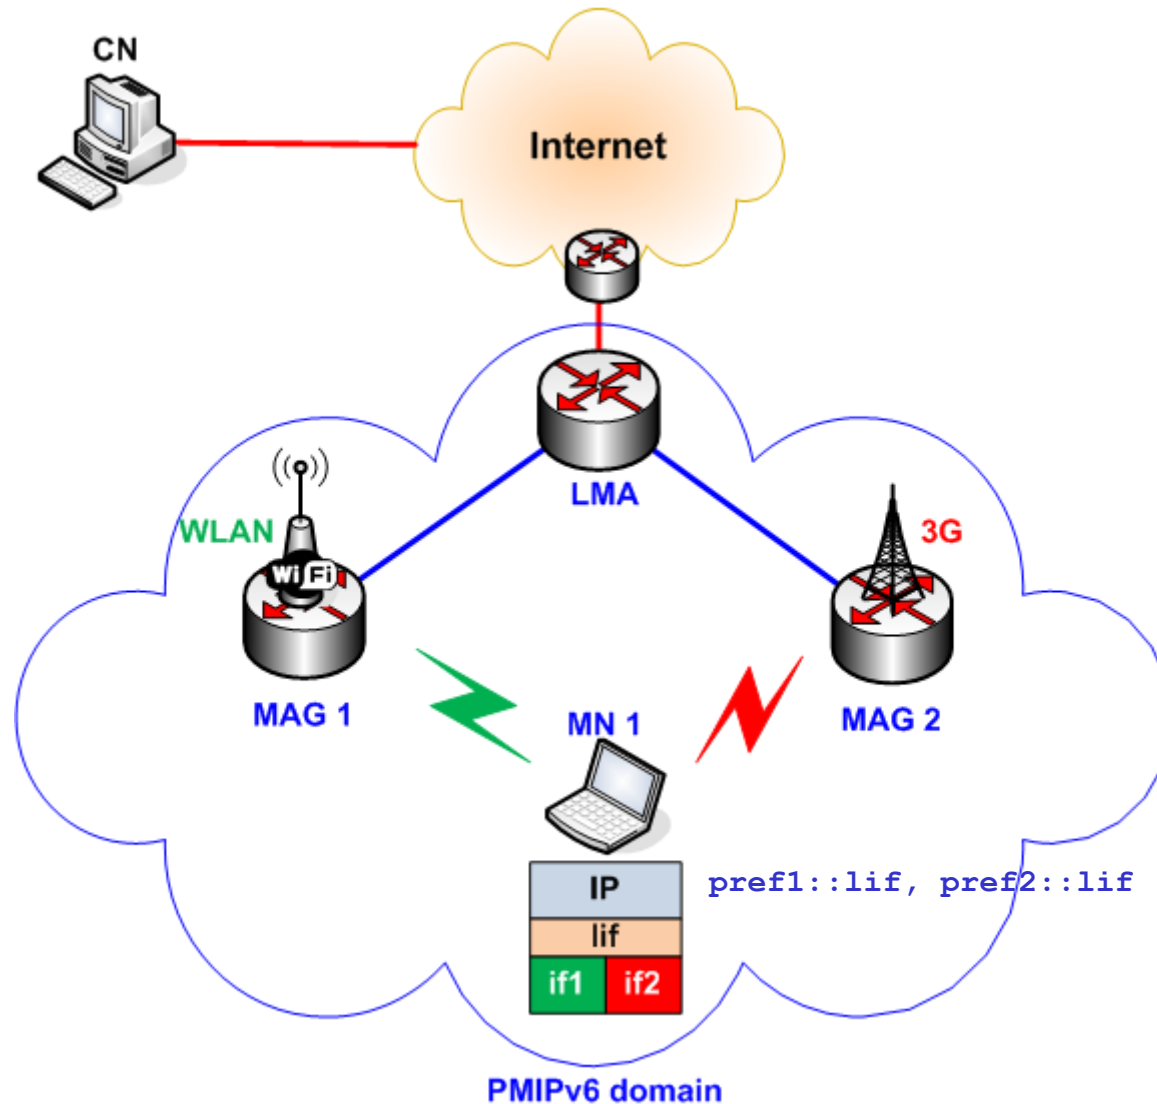 CN
Internet
LMA
WLAN
3G
Wi Fi
MAG 1
MN 1
MAG 2
IP
pref1::lif, pref2::lif
lif
if1 if2
PMIPv6 domain